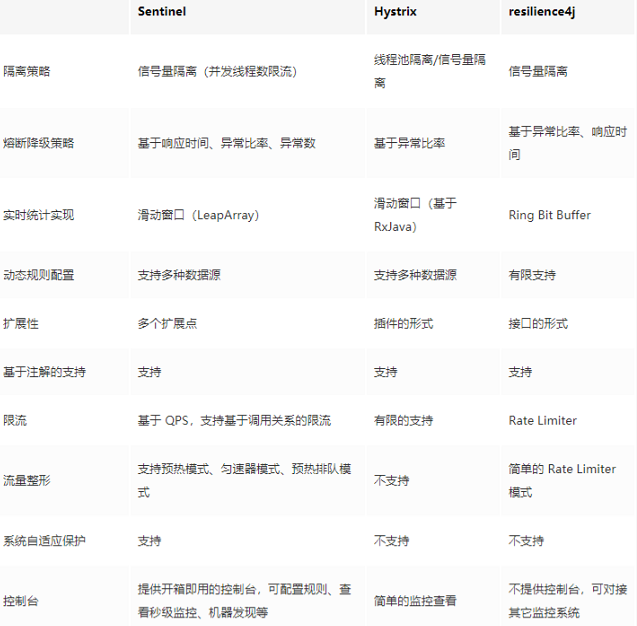 Sentinel Hystrix resilience4j
隔离策略 信号量隔离（并发线程数限流） 线程池隔离/信号量隔
离 信号量隔离
熔断降级策略 基于响应时间、异常比率、异常数 基于异常比率 基于异常比率、响应时
间
实时统计实现 滑动窗口（LeapArray） 滑动窗口（基于
RxJava） Ring Bit Buffer
动态规则配置 支持多种数据源 支持多种数据源 有限支持
扩展性 多个扩展点 插件的形式 接口的形式
基于注解的支持 支持 支持 支持
限流 基于 QPS，支持基于调用关系的限流 有限的支持 Rate Limiter
流量整形 支持预热模式、匀速器模式、预热排队模
式 不支持 简单的 Rate Limiter
模式
系统自适应保护 支持 不支持 不支持
控制台 提供开箱即用的控制台，可配置规则、查
看秒级监控、机器发现等 简单的监控查看 不提供控制台，可对接
其它监控系统